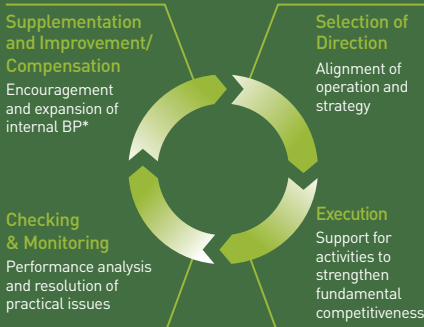 Supplementation
and Improvement/
Compensation
Encouragement
and expansion of
internal BP*
Selection of
Direction
Alignment of
operation and
strategy
Checking
& Monitoring
Performance analysis
and resolution of
practical issues
Execution
Support for
activities to
strengthen
fundamental
competitiveness